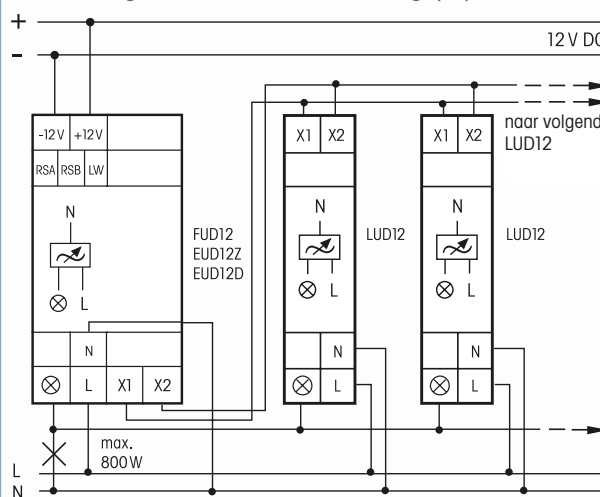 +
-
12 V DC
-12 V +12 V
RSA RSB LW
N
L
N
L X1 X2
FUD12
EUD12Z
EUD12D
X1 X2
N
L
N
L
LUD12
X1 X2
N
L
N
L
LUD12
naar volgend
LUD12
max.
800 W
L
N